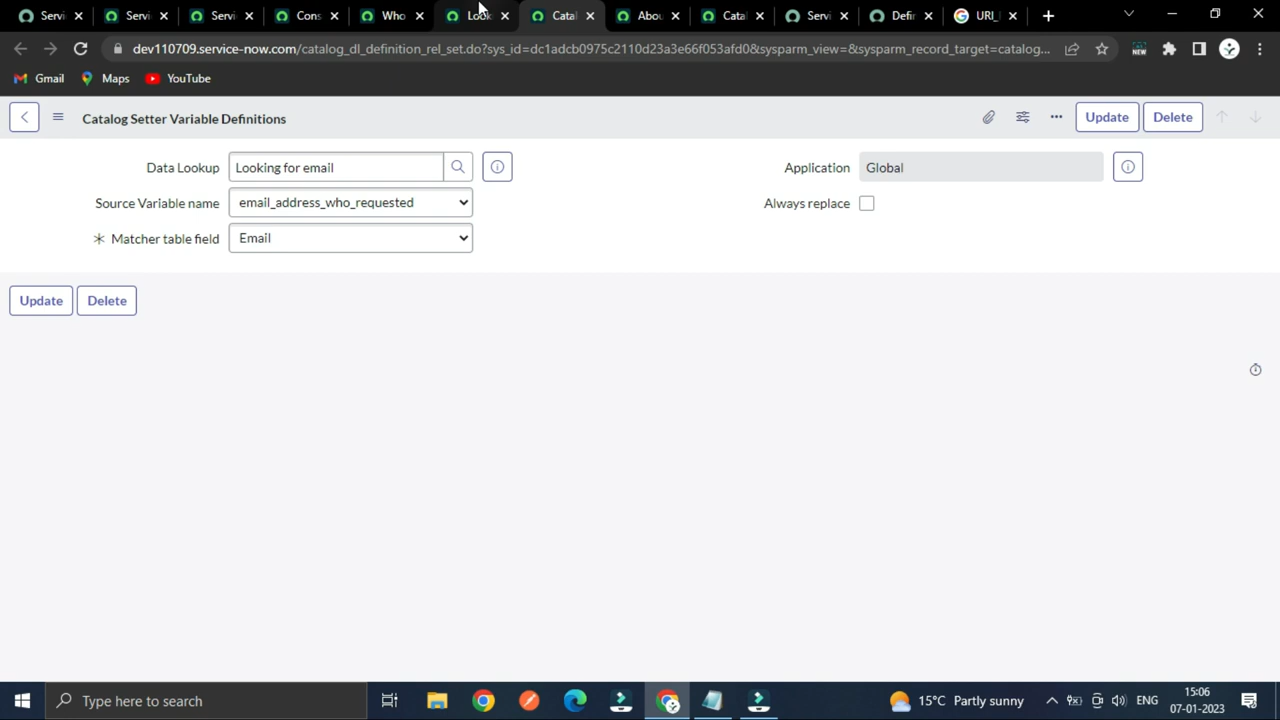 Servi
Servi
Servi
Cons
Who
Look
Catal
Abou
Catal
Servi
Defin
URI_I
dev110709.service-now.com/catalog_dl_definition_rel_set.do?sys_id=dc1adcb0975c2110d23a3e66f053afd0&sysparm_view=&sysparm_record_target=catalog...
NEW
Gmail
Maps
YouTube
Catalog Setter Variable Definitions
Update
Delete
Data Lookup
Looking for email
Application
Global
Source Variable name
email_address_who_requested
Always replace
Matcher table field
Email
Update
Delete
Type here to search
15°C Partly sunny
ENG
15:06
07-01-2023